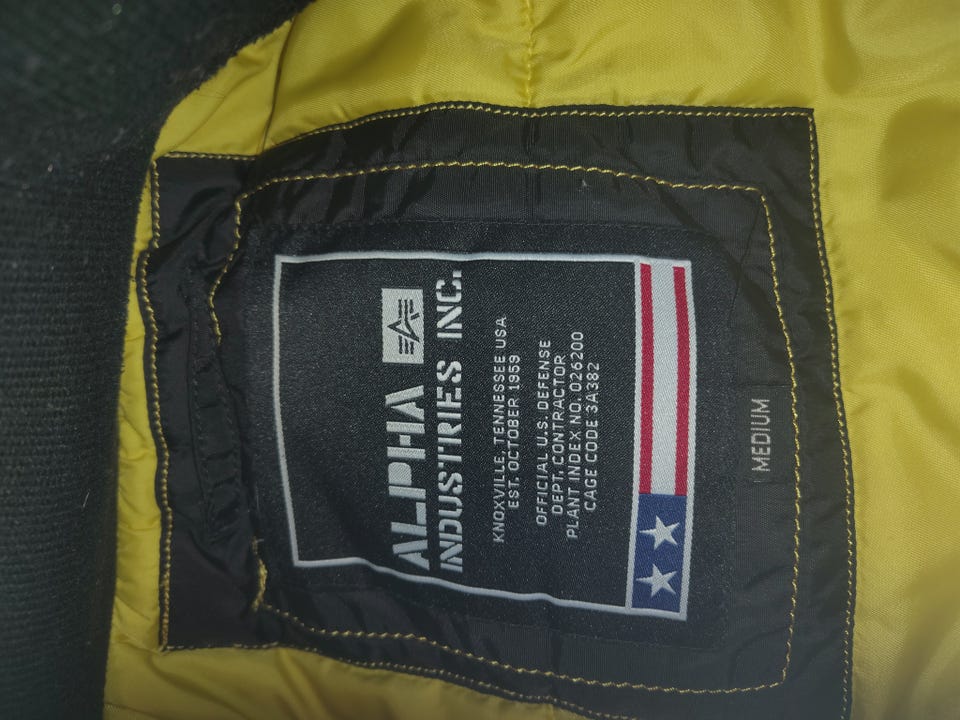 ALPHA
INDUSTRIES INC.
KNOXVILLE, TENNESSEE USA
EST. OCTOBER 1959
OFFICIAL U.S. DEFENSE
DEPT. CONTRACTOR
PLANT INDEX NO. 026200
CAGE CODE 3A382
MEDIUM